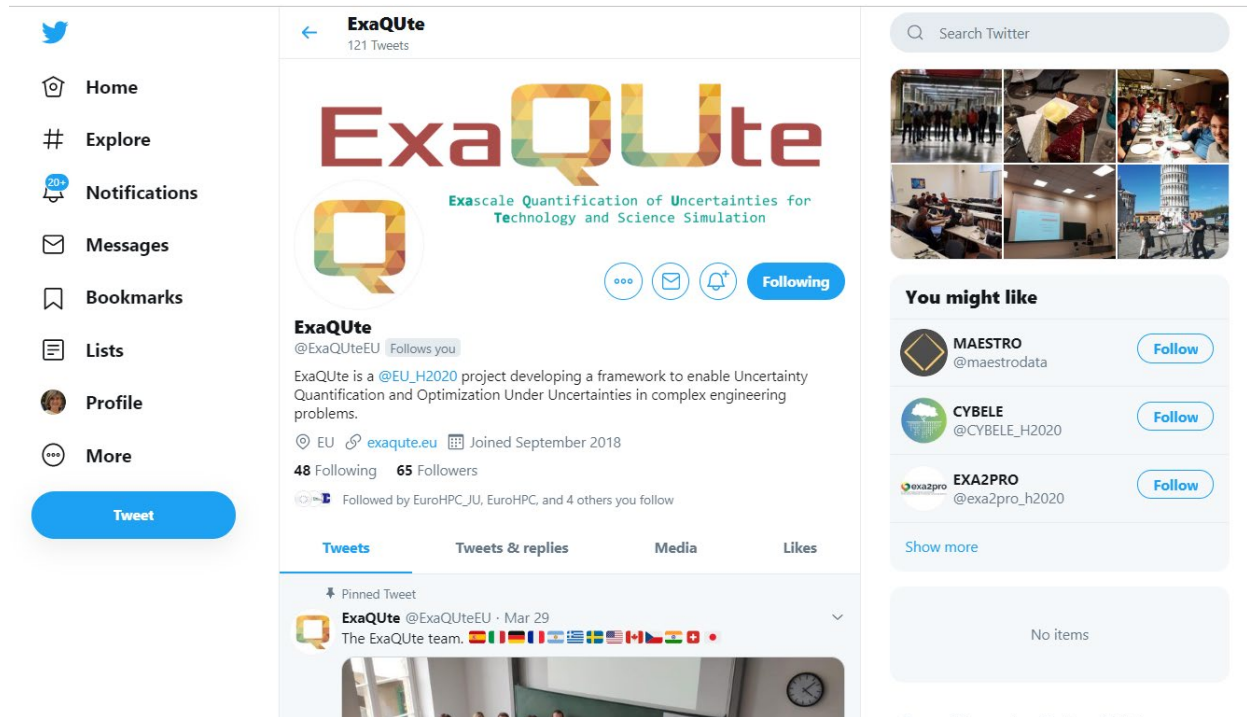 Home
Explore
20+
Notifications
Messages
Bookmarks
Lists
Profile
More
Tweet
ExaQUte
121 Tweets
ExaQUte
Exascale Quantification of Uncertainties for
Technology and Science Simulation
Following
ExaQUte
@ExaQUteEU Follows you
ExaQUte is a @EU_H2020 project developing a framework to enable Uncertainty
Quantification and Optimization Under Uncertainties in complex engineering
problems.
EU exaqute.eu Joined September 2018
48 Following 65 Followers
Followed by EuroHPC_JU, EuroHPC, and 4 others you follow
Tweets Tweets & replies Media Likes
Pinned Tweet
ExaQUte @ExaQUteEU · Mar 29
The ExaQUte team. 🇪🇸🇮🇹🇩🇪🇫🇷🇦🇷🇬🇷🇸🇪🇺🇸🇨🇦🇨🇿🇮🇳🇨🇭🇯🇵
Search Twitter
You might like
MAESTRO
@maestrodata
Follow
CYBELE
@CYBELE_H2020
Follow
exa2pro
EXA2PRO
@exa2pro_h2020
Follow
Show more
No items